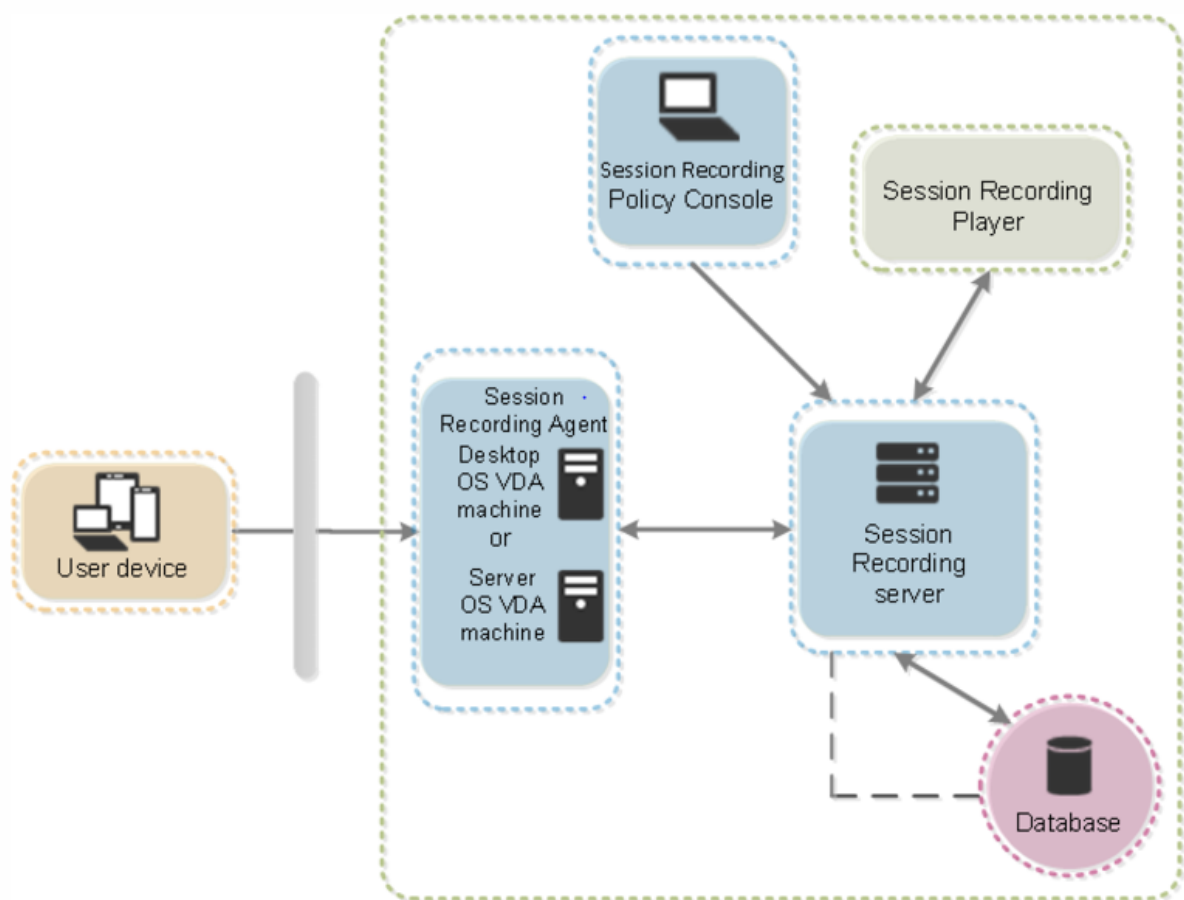 Session Recording
Policy Console
Session Recording
Player
Session
Recording Agent
Desktop
OS VDA
machine
or
Server
OS VDA
machine
User device
Session
Recording
server
Database